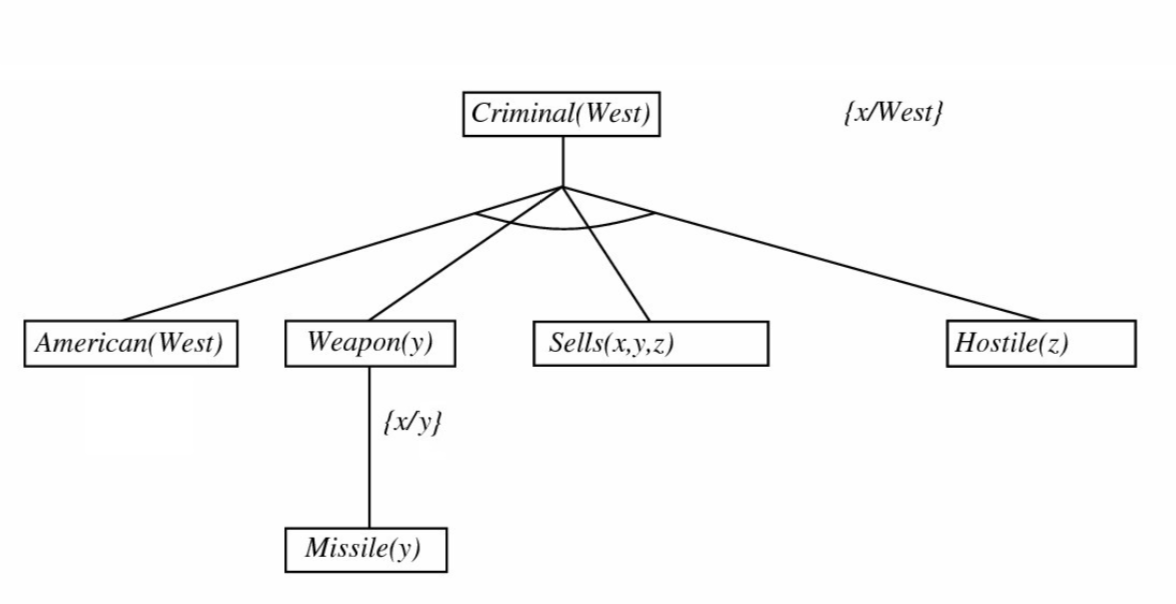 Criminal(West)
{x/West}
American(West)
Weapon(y)
Sells(x,y,z)
Hostile(z)
{x/y}
Missile(y)